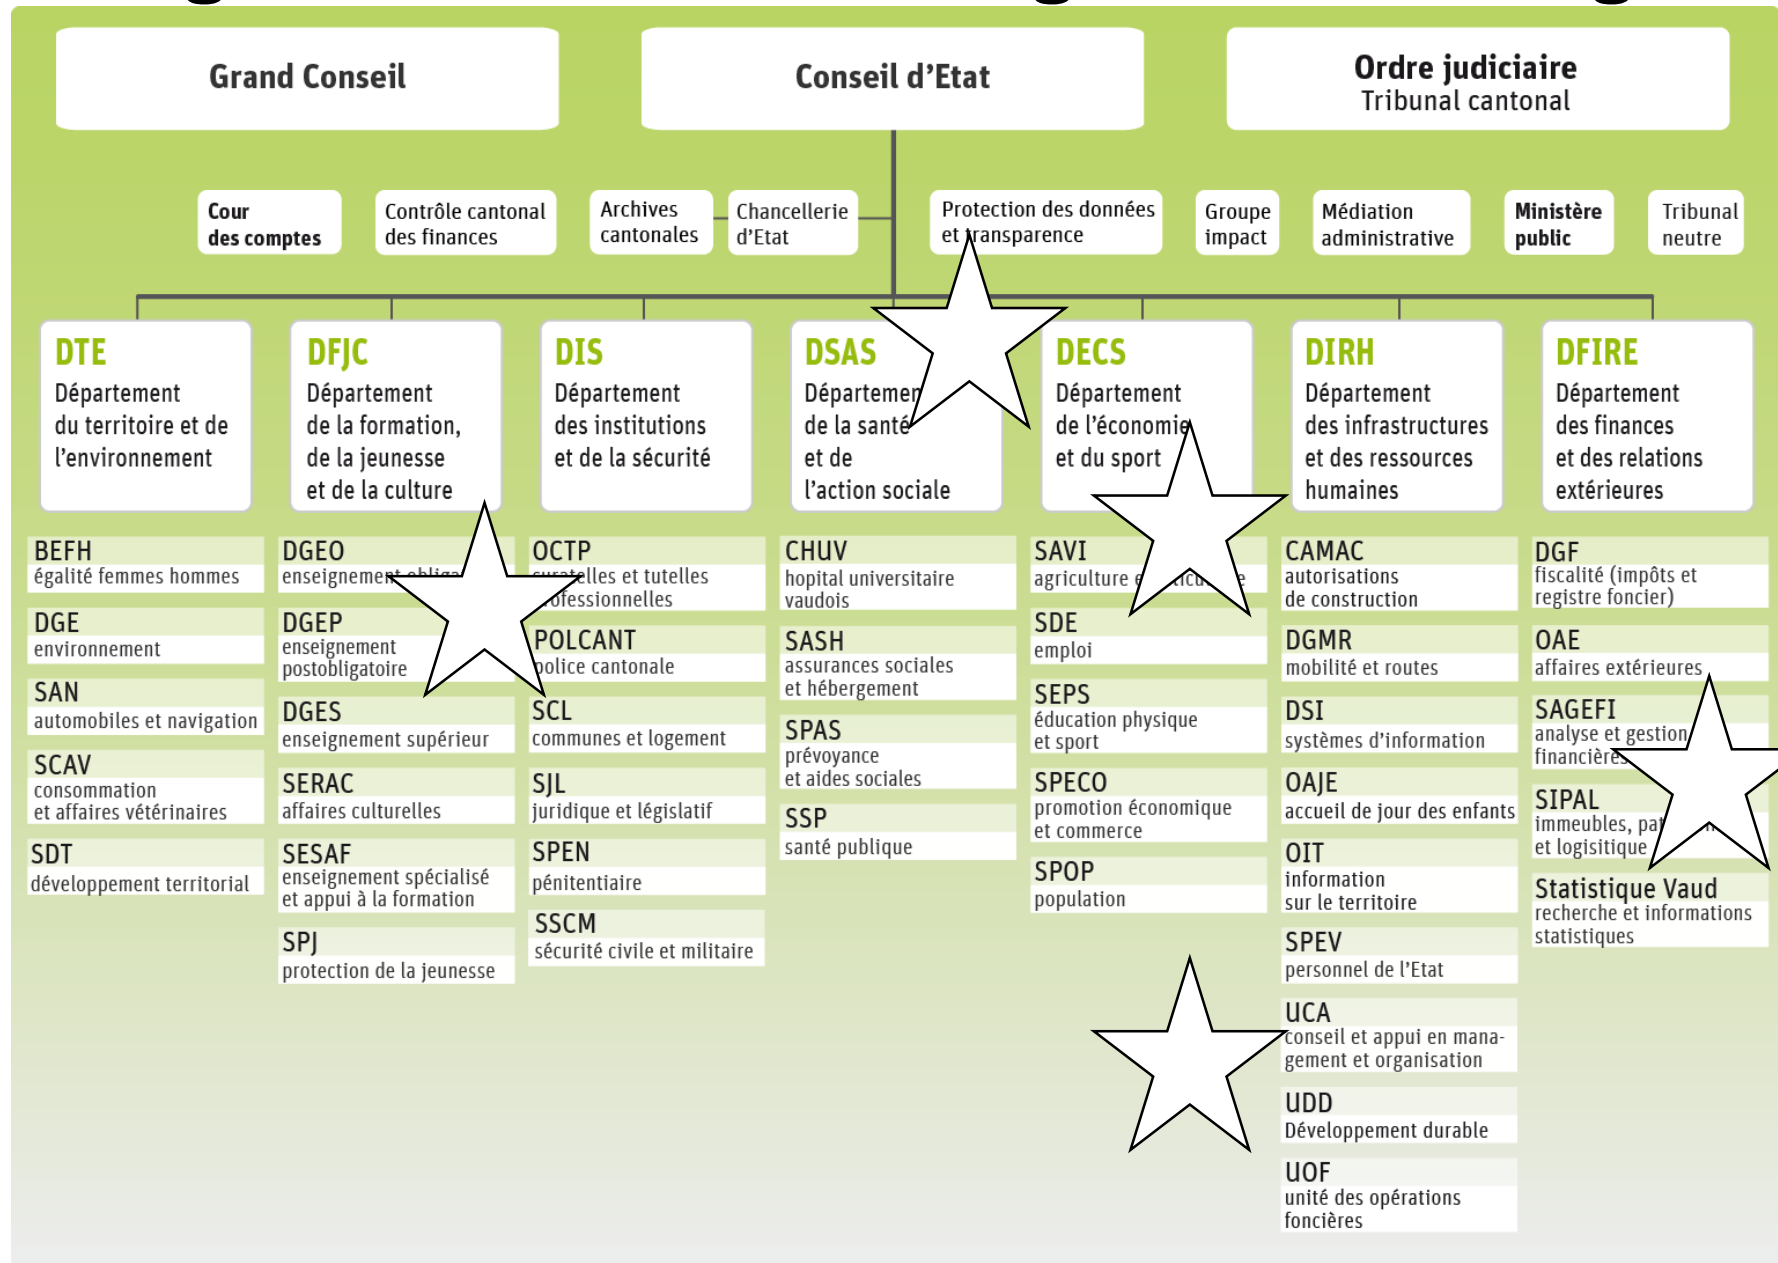 Grand Conseil
Conseil d’Etat
Ordre judiciaire
Tribunal cantonal
Cour
des comptes
Contrôle cantonal
des finances
Archives
cantonales
Chancellerie
d’Etat
Protection des données
et transparence
Groupe
impact
Médiation
administrative
Ministère
public
Tribunal
neutre
DTE
Département
du territoire et de
l’environnement
BEFH
égalité femmes hommes
DGE
environnement
SAN
automobiles et navigation
SCAV
consommation
et affaires vétérinaires
SDT
développement territorial
DFJC
Département
de la formation,
de la jeunesse
et de la culture
DGEO
enseignement
DGEP
enseignement
postobligatoire
DGES
enseignement supérieur
SERAC
affaires culturelles
SESAF
enseignement spécialisé
et appui à la formation
SPJ
protection de la jeunesse
DIS
Département
des institutions
et de la sécurité
OCTP
curatelles et tutelles
professionnelles
POLCANT
police cantonale
SCL
communes et logement
SJL
juridique et législatif
SPEN
pénitentiaire
SSCM
sécurité civile et militaire
DSAS
Département
de la santé
et de
l’action sociale
CHUV
hopital universitaire
vaudois
SASH
assurances sociales
et hébergement
SPAS
prévoyance
et aides sociales
SSP
santé publique
DECS
Département
de l’économie
et du sport
SAVI
agriculture
SDE
emploi
SEPS
éducation physique
et sport
SPECO
promotion économique
et commerce
SPOP
population
DIRH
Département
des infrastructures
et des ressources
humaines
CAMAC
autorisations
de construction
DGMR
mobilité et routes
DSI
systèmes d’information
OAJE
accueil de jour des enfants
OIT
information
sur le territoire
SPEV
personnel de l’Etat
UCA
conseil et appui en mana-
gement et organisation
UDD
Développement durable
UOF
unité des opérations
foncières
DFIRE
Département
des finances
et des relations
extérieures
DGF
fiscalité (impôts et
registre foncier)
OAE
affaires extérieures
SAGEFI
analyse et gestion
financières
SIPAL
immeubles,
et logisitique
Statistique Vaud
recherche et informations
statistiques